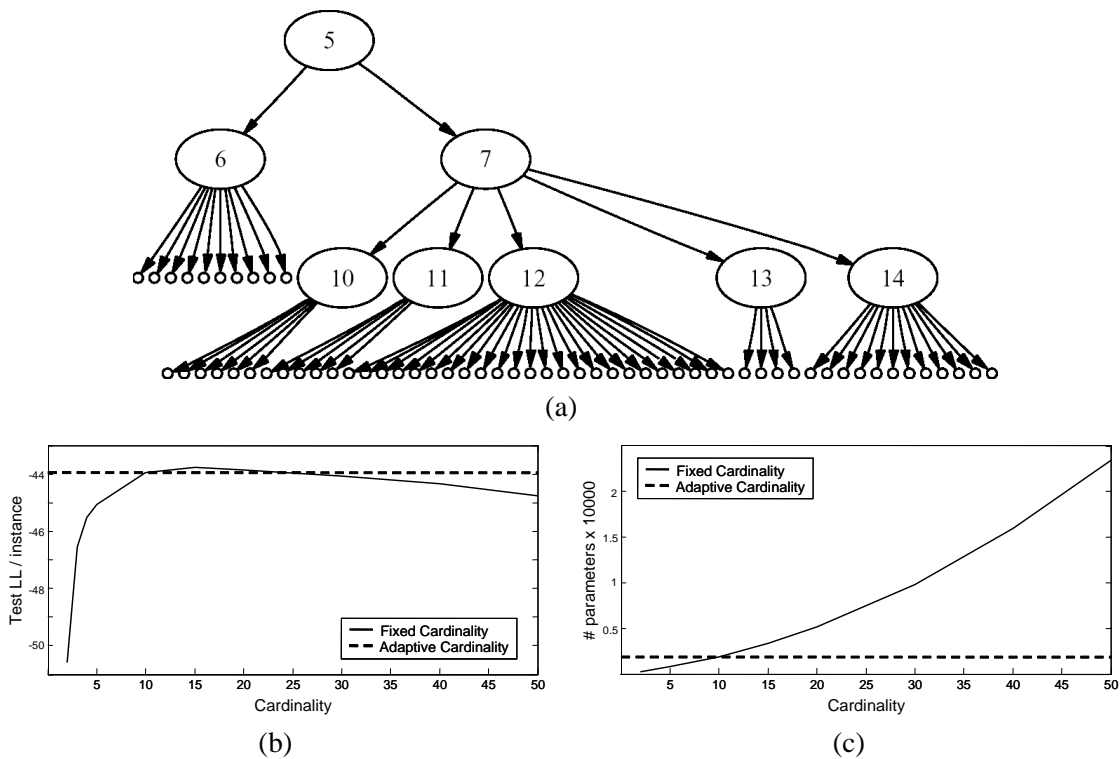 5
6
7
10
11
12
13
14
(a)
-44
-46
-48
-50
Test LL / instance
Fixed Cardinality
Adaptive Cardinality
5 10 15 20 25 30 35 40 45 50
Cardinality
(b)
2
1.5
1
0.5
# parameters x 10000
Fixed Cardinality
Adaptive Cardinality
5 10 15 20 25 30 35 40 45 50
Cardinality
(c)